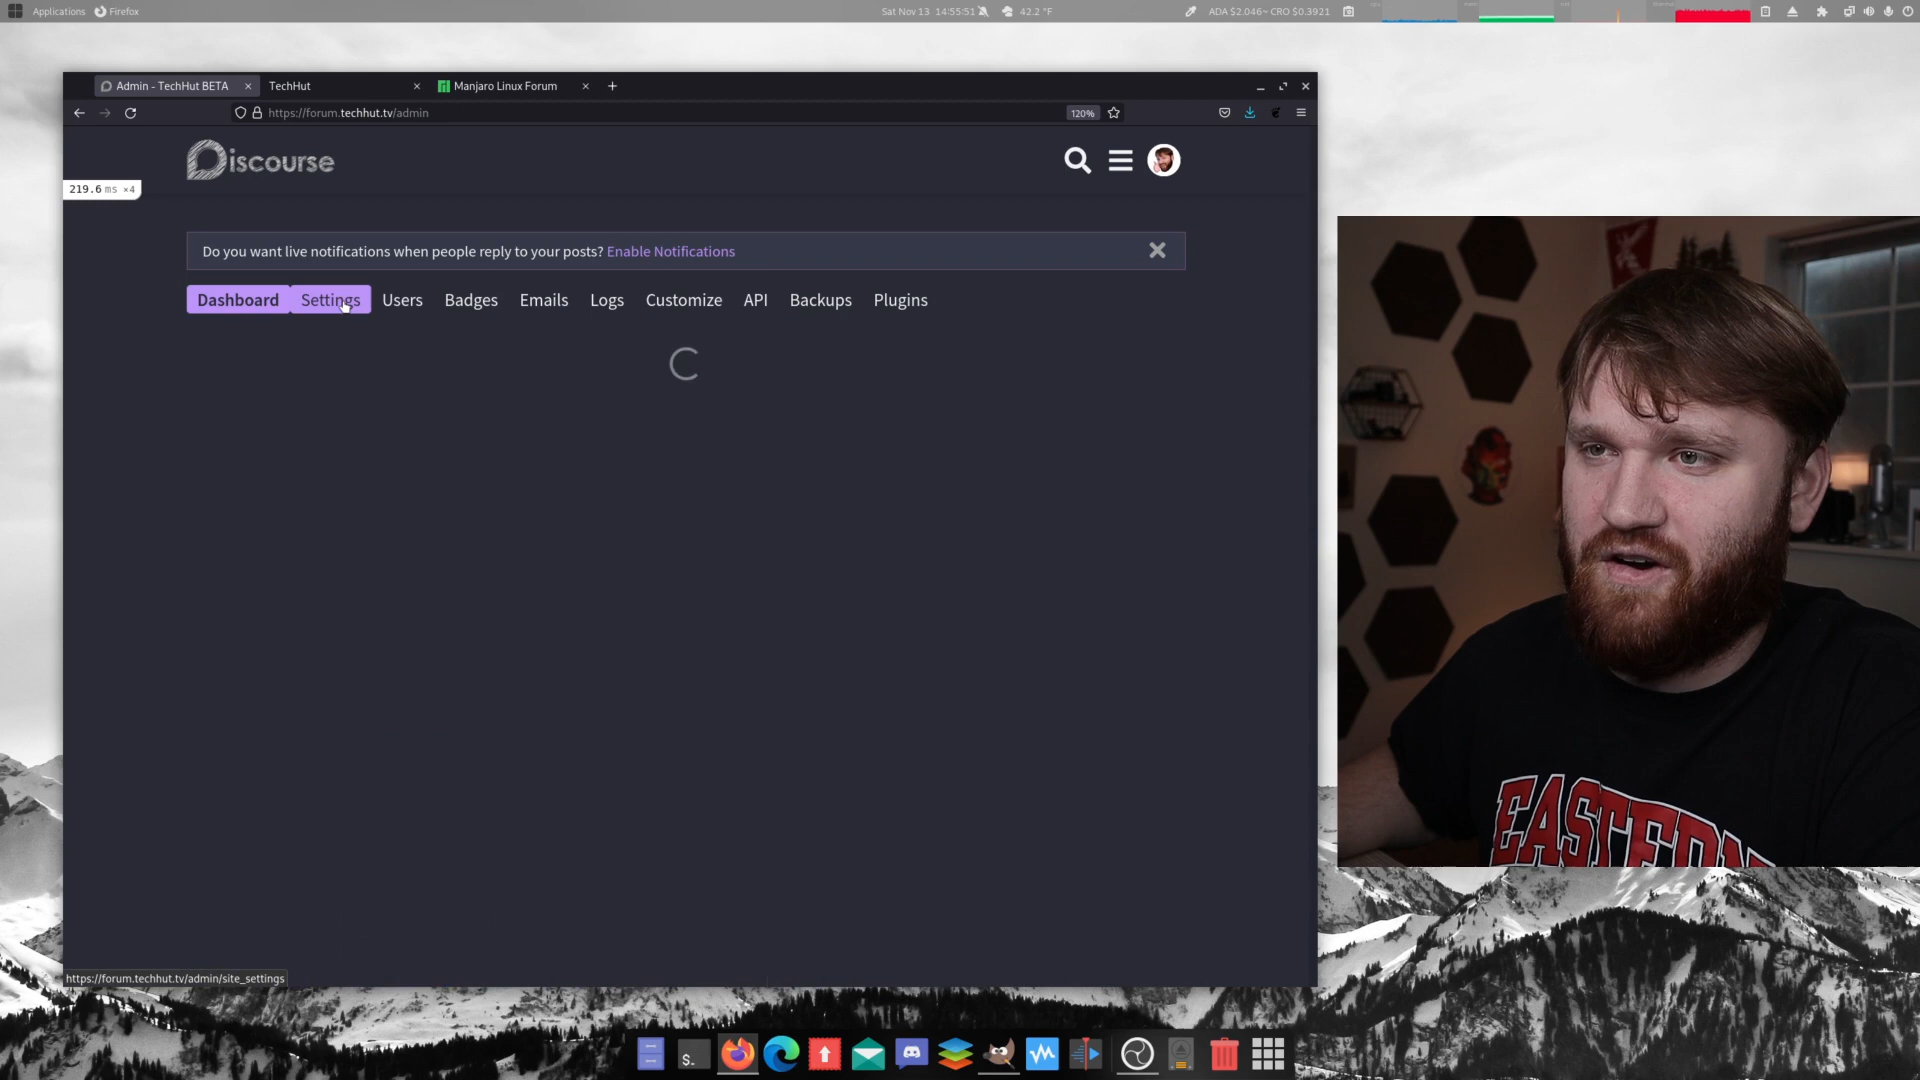 Applications Firefox
Sat Nov 13 14:55:51 42.2 °F
ADA $2.046~ CRO $0.3921
Admin - TechHut BETA
TechHut
Manjaro Linux Forum
https://forum.techhut.tv/admin
120%
Discourse
219.6 ms ×4
Do you want live notifications when people reply to your posts? Enable Notifications
Dashboard Settings Users Badges Emails Logs Customize API Backups Plugins
https://forum.techhut.tv/admin/site_settings
$.
EASTERN